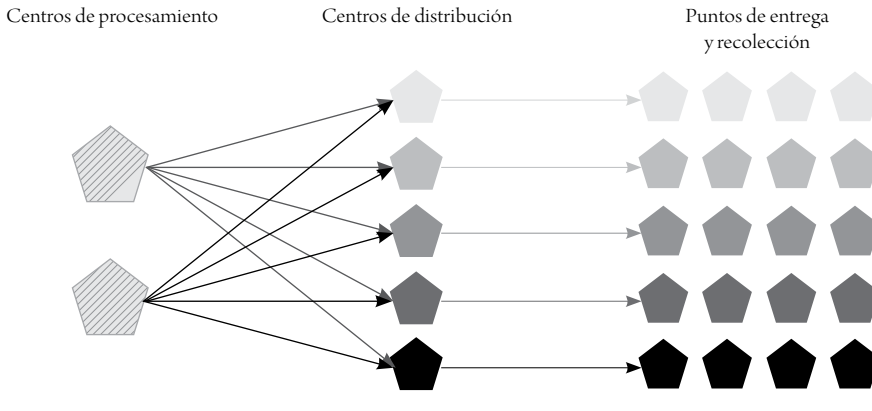 Centros de procesamiento
Centros de distribución
Puntos de entrega
y recolección